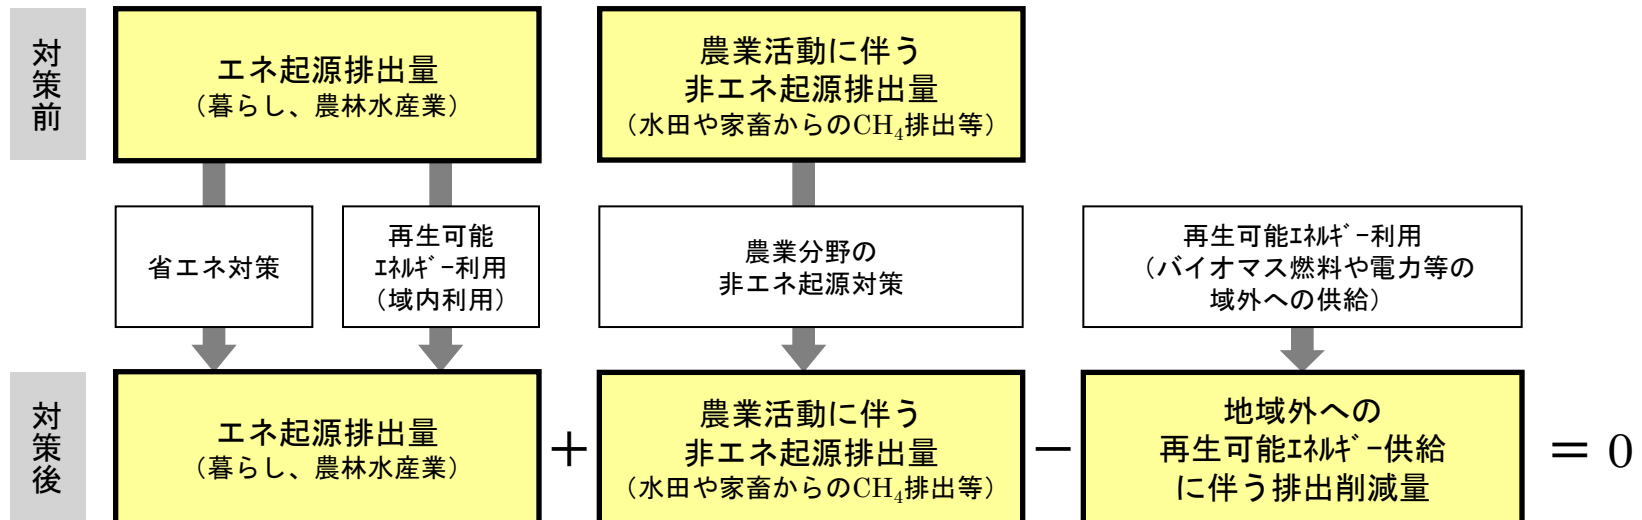 対策前
エネ起源排出量
（暮らし、農林水産業）
農業活動に伴う
非エネ起源排出量
（水田や家畜からのCH₄排出等）
省エネ対策
再生可能
ｴﾈﾙｷﾞｰ利用
（域内利用）
農業分野の
非エネ起源対策
再生可能ｴﾈﾙｷﾞｰ利用
（バイオマス燃料や電力等の
域外への供給）
対策後
エネ起源排出量
（暮らし、農林水産業）
＋
農業活動に伴う
非エネ起源排出量
（水田や家畜からのCH₄排出等）
－
地域外への
再生可能ｴﾈﾙｷﾞｰ供給
に伴う排出削減量
＝ 0